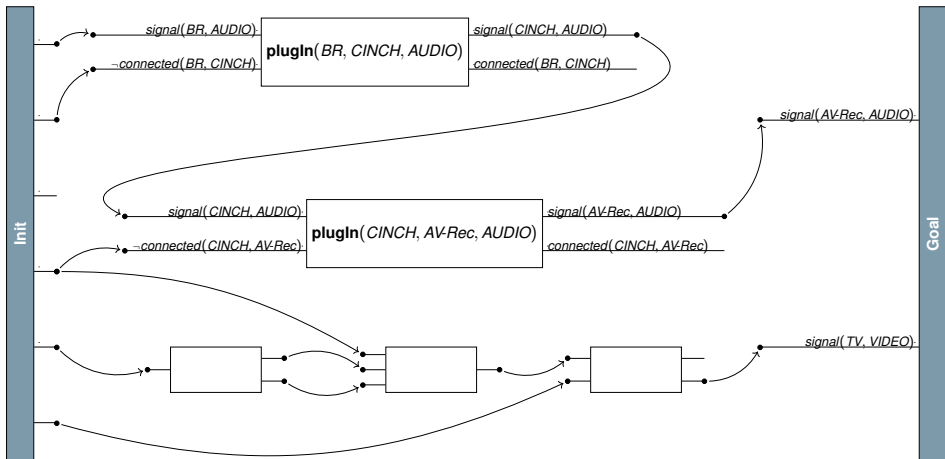 signal(BR, AUDIO)
plugIn(BR, CINCH, AUDIO)
signal(CINCH, AUDIO)
¬connected(BR, CINCH)
connected(BR, CINCH)
signal(AV-Rec, AUDIO)
signal(CINCH, AUDIO)
plugIn(CINCH, AV-Rec, AUDIO)
signal(AV-Rec, AUDIO)
¬connected(CINCH, AV-Rec)
connected(CINCH, AV-Rec)
Init
Goal
signal(TV, VIDEO)